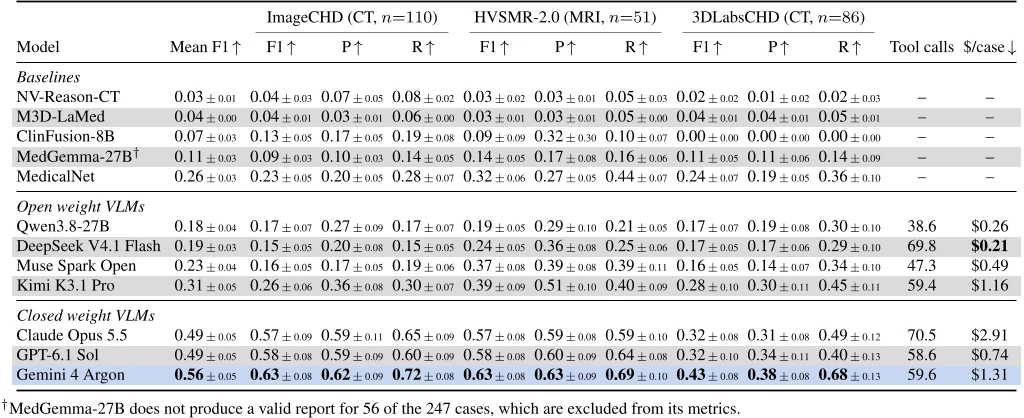 ImageCHD (CT, n=110) HVSMR-2.0 (MRI, n=51) 3DLabsCHD (CT, n=86)
Model Mean F1↑ F1↑ P↑ R↑ F1↑ P↑ R↑ F1↑ P↑ R↑ Tool calls $/case↓
Baselines
NV-Reason-CT 0.03 ± 0.01 0.04 ± 0.03 0.07 ± 0.05 0.08 ± 0.02 0.03 ± 0.02 0.03 ± 0.01 0.05 ± 0.03 0.02 ± 0.02 0.01 ± 0.02 0.02 ± 0.03 – –
M3D-LaMed 0.04 ± 0.00 0.04 ± 0.01 0.03 ± 0.01 0.06 ± 0.00 0.03 ± 0.01 0.03 ± 0.01 0.05 ± 0.00 0.04 ± 0.01 0.04 ± 0.01 0.05 ± 0.01 – –
ClinFusion-8B 0.07 ± 0.03 0.13 ± 0.05 0.17 ± 0.05 0.19 ± 0.08 0.09 ± 0.09 0.32 ± 0.30 0.10 ± 0.07 0.00 ± 0.00 0.00 ± 0.00 0.00 ± 0.00 – –
MedGemma-27B† 0.11 ± 0.03 0.09 ± 0.03 0.10 ± 0.03 0.14 ± 0.05 0.14 ± 0.05 0.17 ± 0.08 0.16 ± 0.06 0.11 ± 0.05 0.11 ± 0.06 0.14 ± 0.09 – –
MedicalNet 0.26 ± 0.03 0.23 ± 0.05 0.20 ± 0.05 0.28 ± 0.07 0.32 ± 0.06 0.27 ± 0.05 0.44 ± 0.07 0.24 ± 0.07 0.19 ± 0.05 0.36 ± 0.10 – –
Open weight VLMs
Qwen3.8-27B 0.18 ± 0.04 0.17 ± 0.07 0.27 ± 0.09 0.17 ± 0.07 0.19 ± 0.05 0.29 ± 0.10 0.21 ± 0.05 0.17 ± 0.07 0.19 ± 0.08 0.30 ± 0.10 38.6 $0.26
DeepSeek V4.1 Flash 0.19 ± 0.03 0.15 ± 0.05 0.20 ± 0.08 0.15 ± 0.05 0.24 ± 0.05 0.36 ± 0.08 0.25 ± 0.06 0.17 ± 0.05 0.17 ± 0.06 0.29 ± 0.10 69.8 $0.21
Muse Spark Open 0.23 ± 0.04 0.16 ± 0.05 0.17 ± 0.05 0.19 ± 0.06 0.37 ± 0.08 0.39 ± 0.08 0.39 ± 0.11 0.16 ± 0.05 0.14 ± 0.07 0.34 ± 0.10 47.3 $0.49
Kimi K3.1 Pro 0.31 ± 0.05 0.26 ± 0.06 0.36 ± 0.08 0.30 ± 0.07 0.39 ± 0.09 0.51 ± 0.10 0.40 ± 0.09 0.28 ± 0.10 0.30 ± 0.11 0.45 ± 0.11 59.4 $1.16
Closed weight VLMs
Claude Opus 5.5 0.49 ± 0.05 0.57 ± 0.09 0.59 ± 0.11 0.65 ± 0.09 0.57 ± 0.08 0.59 ± 0.08 0.59 ± 0.10 0.32 ± 0.08 0.31 ± 0.08 0.49 ± 0.12 70.5 $2.91
GPT-6.1 Sol 0.49 ± 0.05 0.58 ± 0.08 0.59 ± 0.09 0.60 ± 0.09 0.58 ± 0.08 0.60 ± 0.09 0.64 ± 0.08 0.32 ± 0.10 0.34 ± 0.11 0.40 ± 0.13 58.6 $0.74
Gemini 4 Argon 0.56 ± 0.05 0.63 ± 0.08 0.62 ± 0.09 0.72 ± 0.08 0.63 ± 0.08 0.63 ± 0.09 0.69 ± 0.10 0.43 ± 0.08 0.38 ± 0.08 0.68 ± 0.13 59.6 $1.31
†MedGemma-27B does not produce a valid report for 56 of the 247 cases, which are excluded from its metrics.